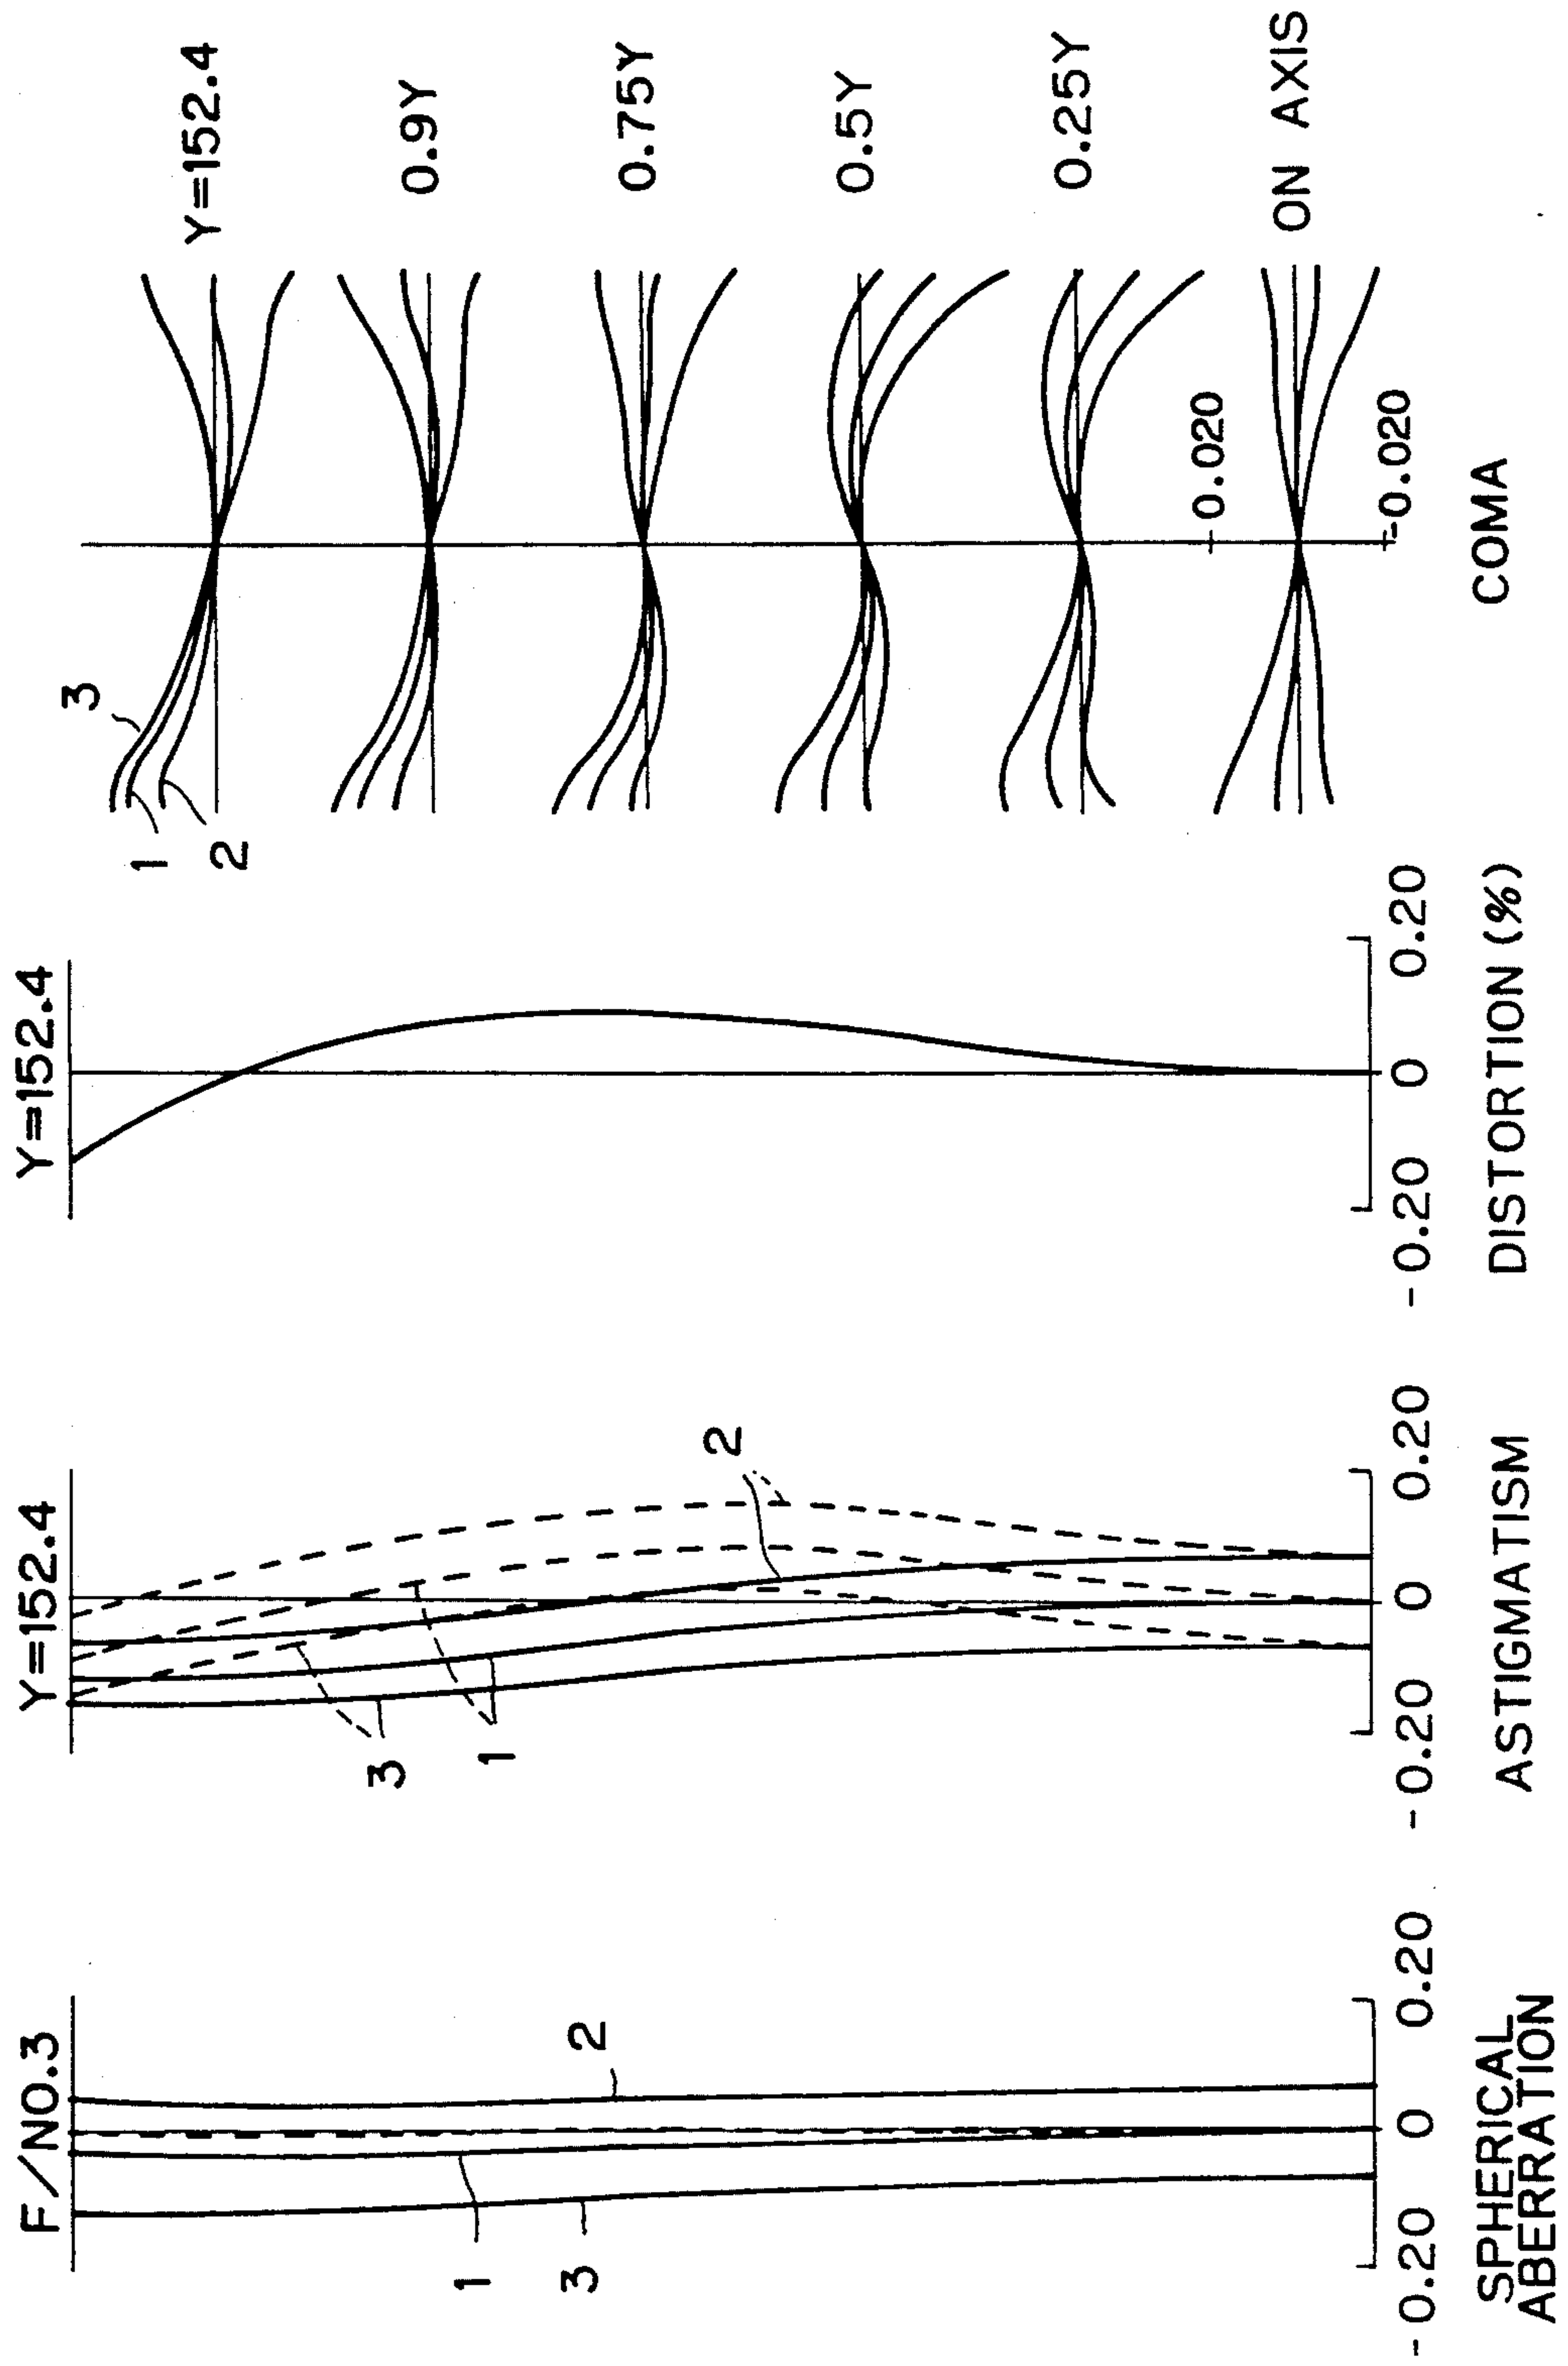 F/NO.3
1
2
3
-0.20
0
0.20
SPHERICAL
ABERRATION
Y=152.4
3
1
2
-0.20
0
0.20
ASTIGMATISM
Y=152.4
-0.20
0
0.20
DISTORTION (%)
3
1
2
Y=152.4
0.9Y
0.75Y
0.5Y
0.25Y
ON AXIS
0.020
-0.020
COMA